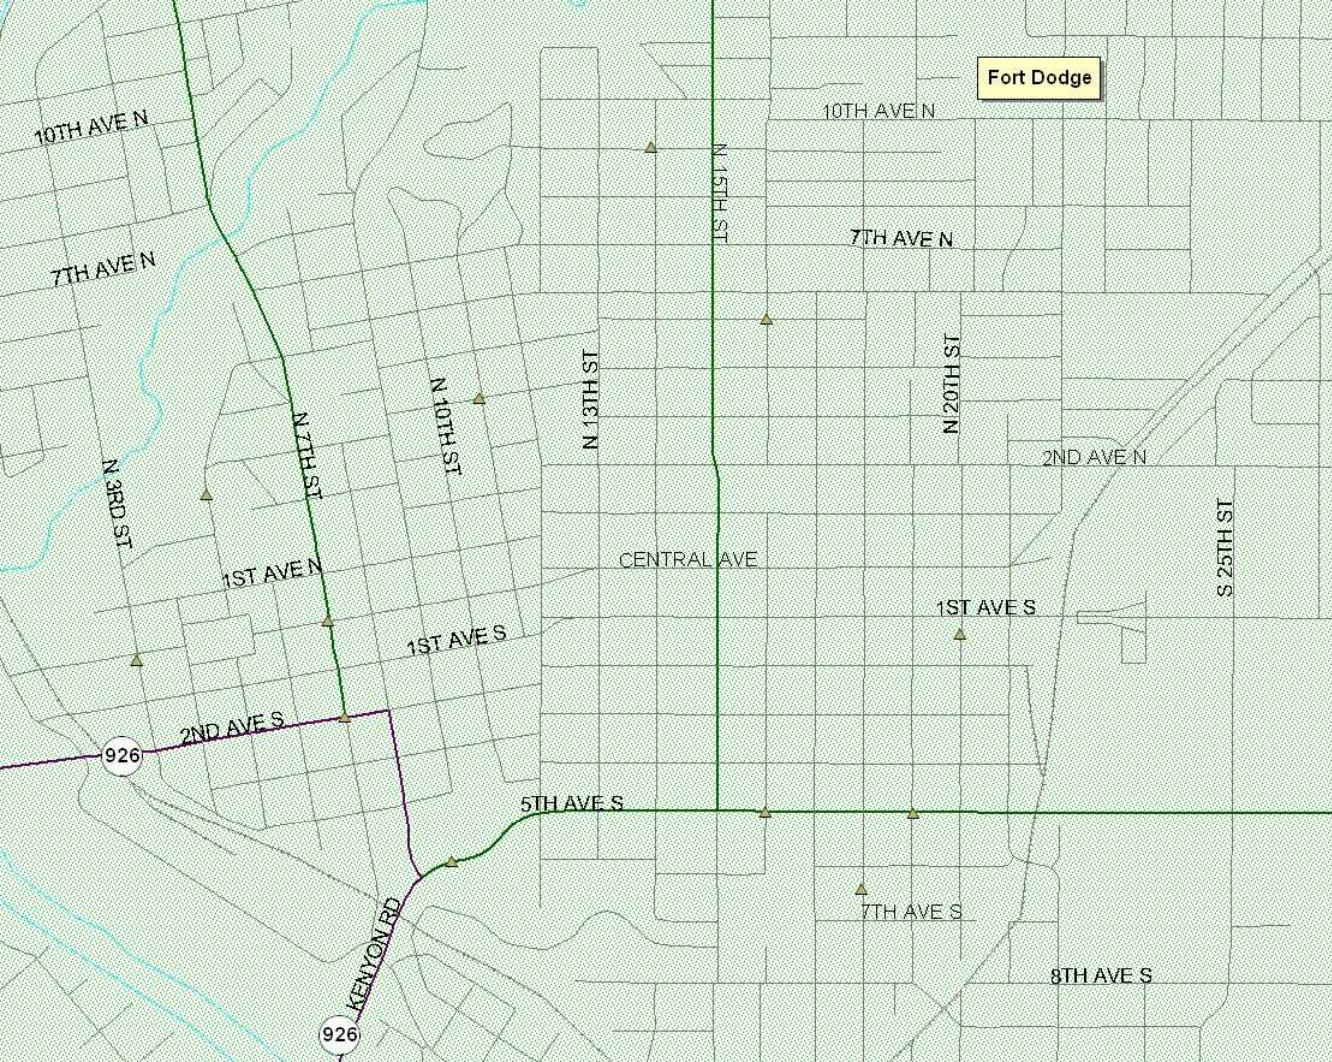 Fort Dodge
10TH AVE N
10TH AVE N
N 15TH ST
7TH AVE N
7TH AVE N
N 20TH ST
N 13TH ST
N 10TH ST
N 7TH ST
2ND AVE N
N 3RD ST
S 25TH ST
CENTRAL AVE
1ST AVE N
1ST AVE S
1ST AVE S
2ND AVE S
926
5TH AVE S
7TH AVE S
KENYON RD
8TH AVE S
926